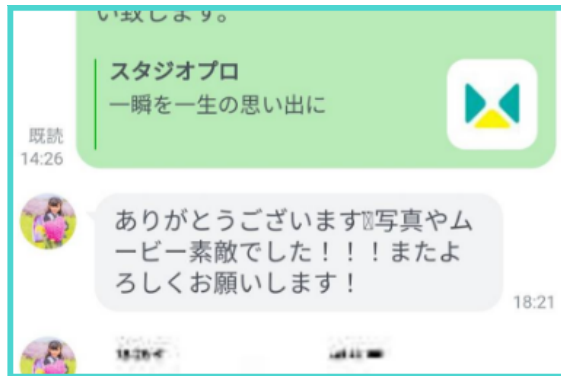 い致します。
スタジオプロ
一瞬を一生の思い出に
既読
14:26
ありがとうございます写真やム
ービー素敵でした！！！またよ
ろしくお願いします！
18:21